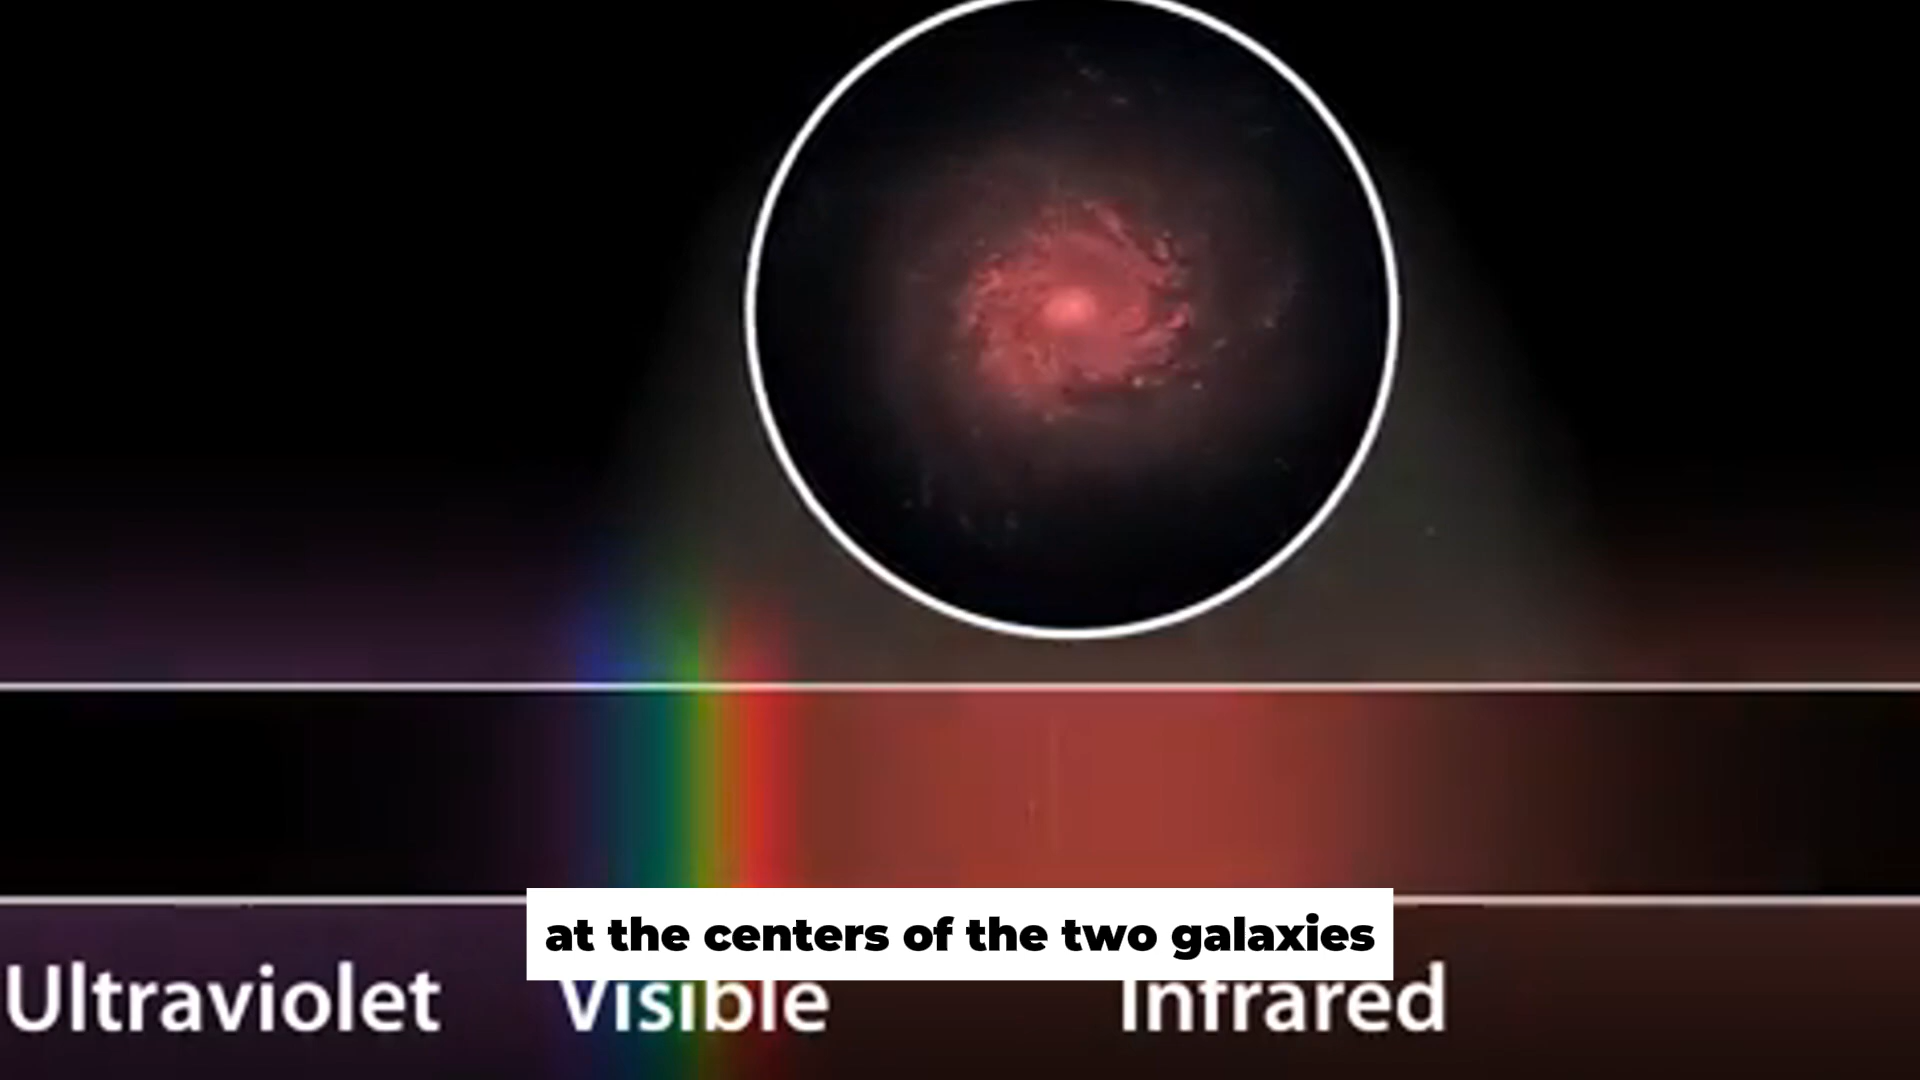 at the centers of the two galaxies
Ultraviolet Visible Infrared